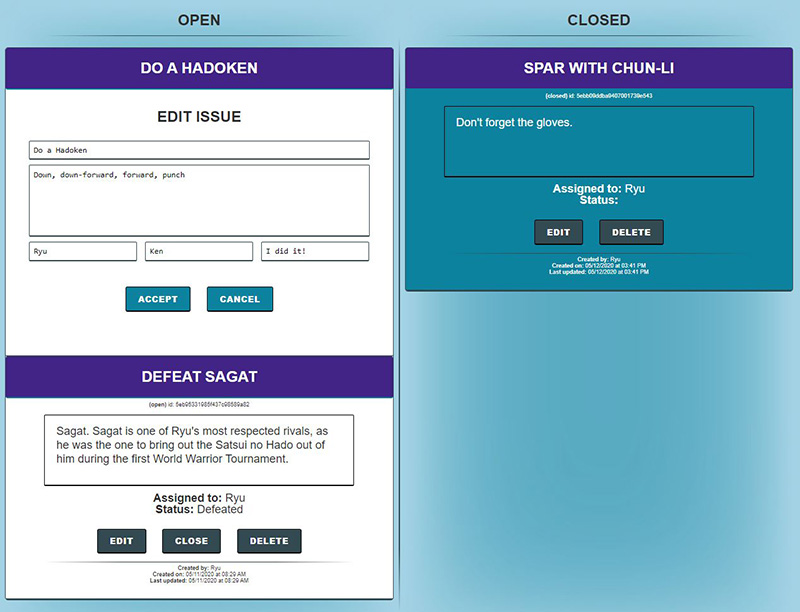 OPEN
DO A HADOKEN
EDIT ISSUE
Do a Hadoken
Down, down-forward, forward, punch
Ryu
Ken
I did it!
ACCEPT
CANCEL
DEFEAT SAGAT
(open) id:
Sagat. Sagat is one of Ryu's most respected rivals, as
he was the one to bring out the Satsui no Hado out of
him during the first World Warrior Tournament.
Assigned to: Ryu
Status: Defeated
EDIT
CLOSE
DELETE
Created by: Ryu
Created on: 05/11/2020 at 08:29 AM
Last updated: 05/11/2020 at 08:29 AM
CLOSED
SPAR WITH CHUN-LI
(closed) id:
Don't forget the gloves.
Assigned to: Ryu
Status:
EDIT
DELETE
Created by: Ryu
Created on: 05/12/2020 at 03:41 PM
Last updated: 05/12/2020 at 03:41 PM